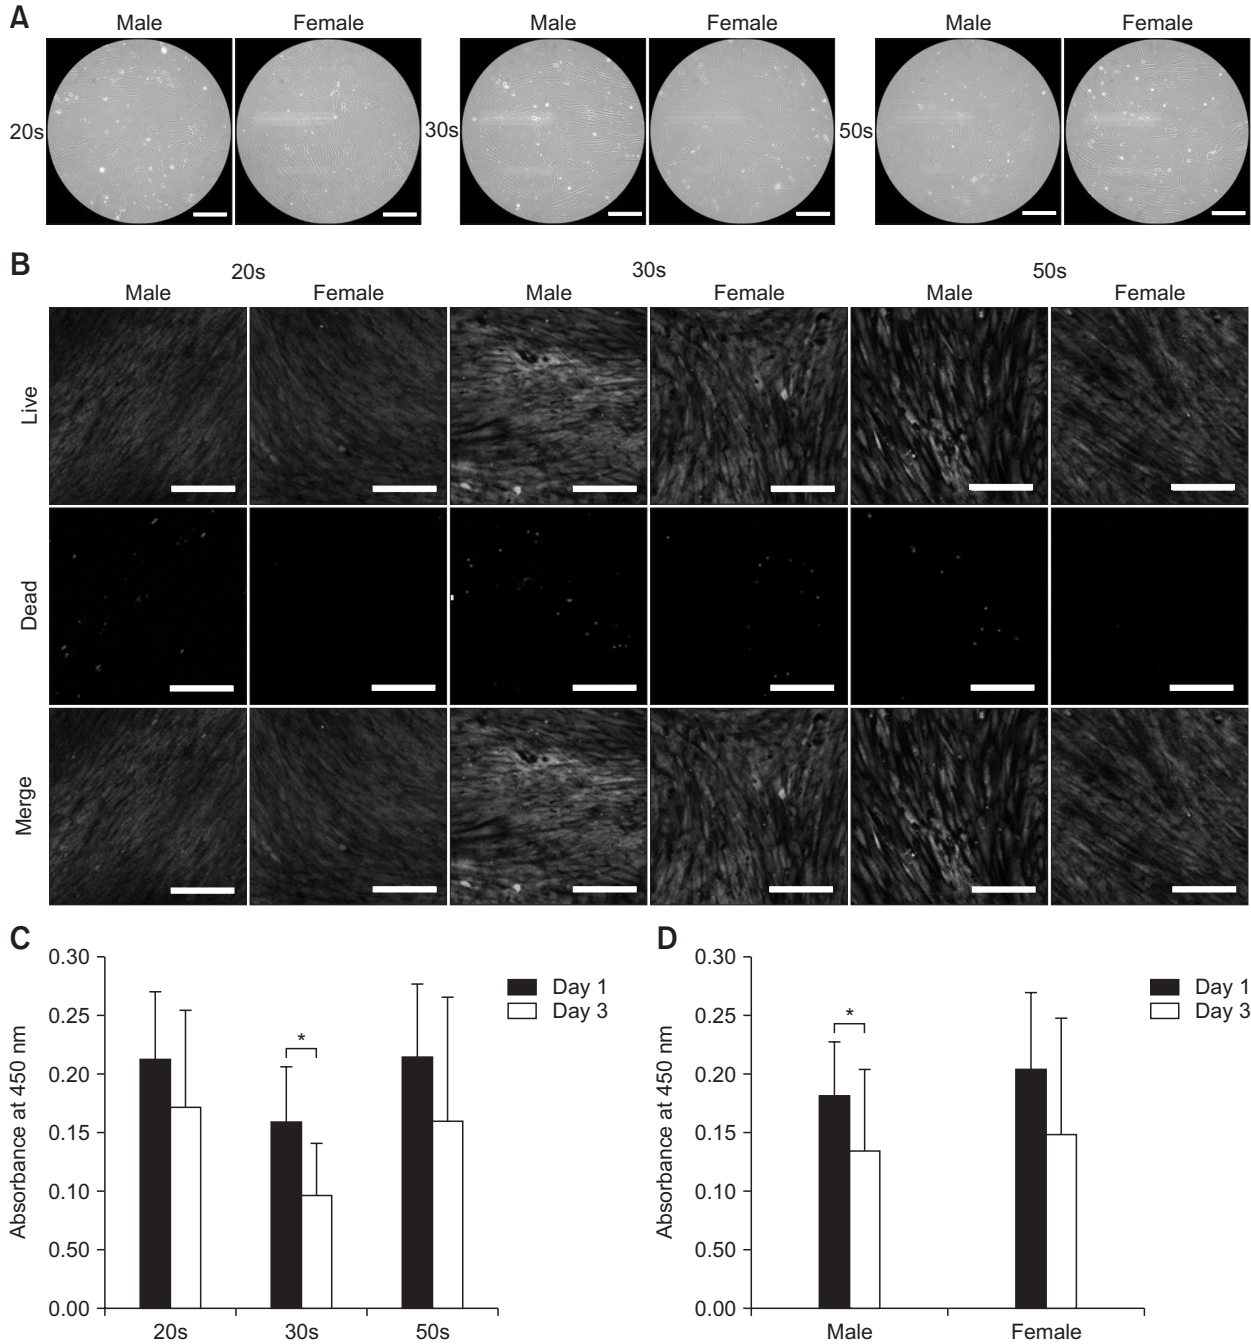 A
Male Female Male Female Male Female
20s 30s 50s
B
20s 30s 50s
Male Female Male Female Male Female
Live
Dead
Merge
C
Absorbance at 450 nm
0.30
0.25
0.20
0.15
0.10
0.50
0.00
*
Day 1
Day 3
20s 30s 50s
D
Absorbance at 450 nm
0.30
0.25
0.20
0.15
0.10
0.50
0.00
*
Day 1
Day 3
Male Female